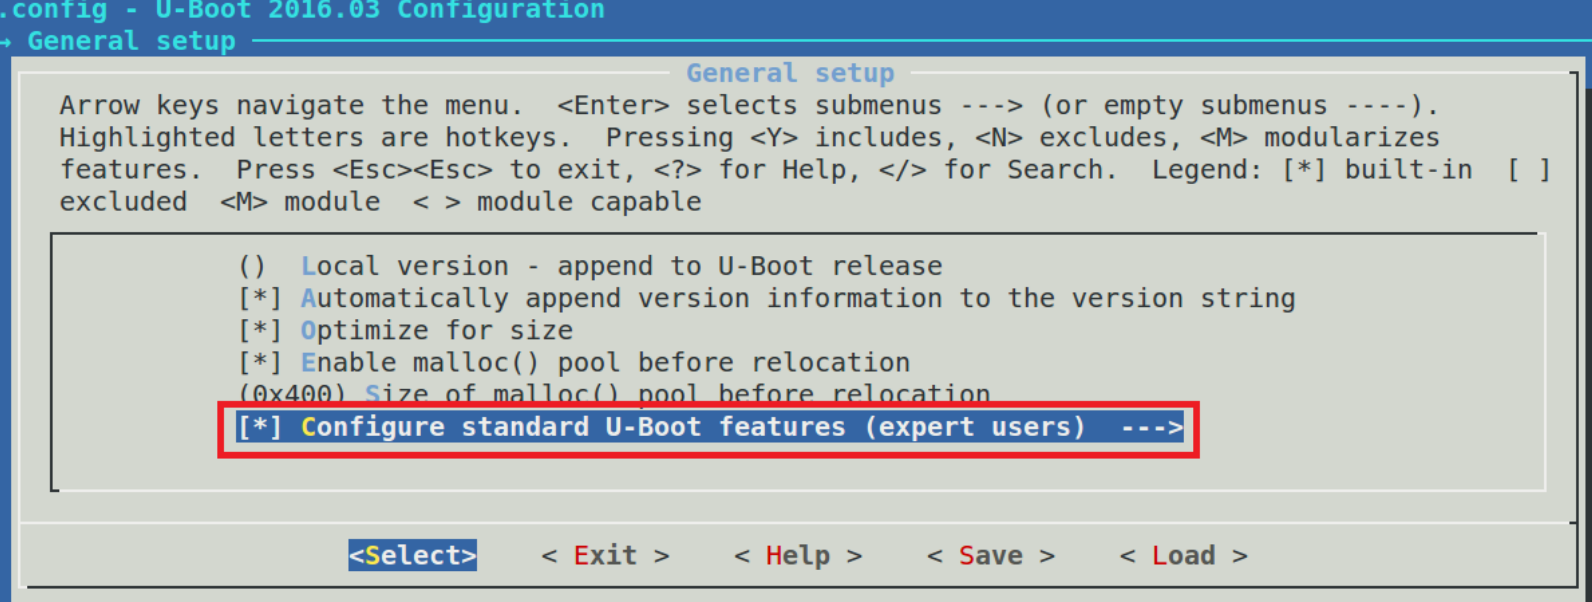 .config - U-Boot 2016.03 Configuration
→ General setup
General setup
Arrow keys navigate the menu.  <Enter> selects submenus ---> (or empty submenus ----).
Highlighted letters are hotkeys.  Pressing <Y> includes, <N> excludes, <M> modularizes
features.  Press <Esc><Esc> to exit, <?> for Help, </> for Search.  Legend: [*] built-in  [ ]
excluded  <M> module  < > module capable
()  Local version - append to U-Boot release
[*] Automatically append version information to the version string
[*] Optimize for size
[*] Enable malloc() pool before relocation
(0x400) Size of malloc() pool before relocation
[*] Configure standard U-Boot features (expert users)  --->
<Select>    < Exit >    < Help >    < Save >    < Load >